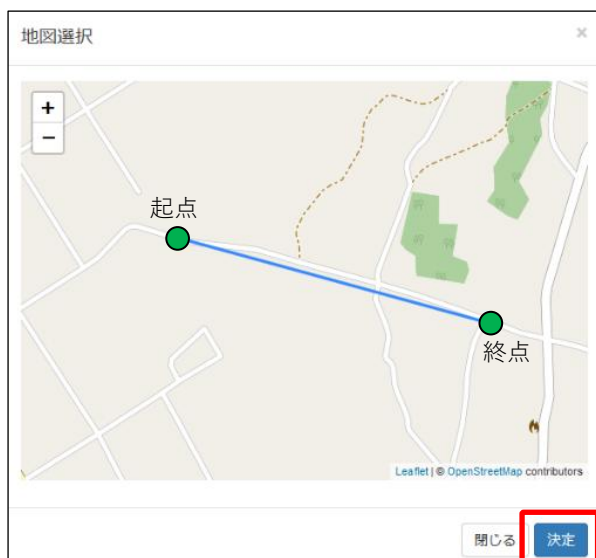 地図選択
×
+
−
起点
終点
Leaflet | © OpenStreetMap contributors
閉じる
決定